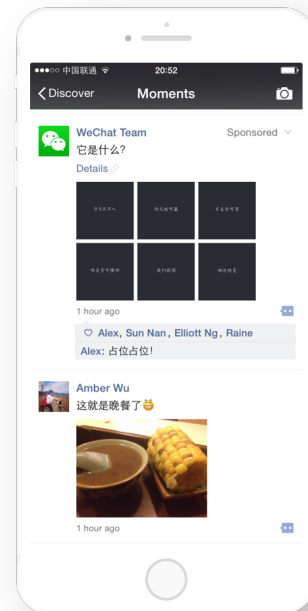 中国联通 20:52
Discover Moments
WeChat Team Sponsored
它是什么?
Details
1 hour ago
Alex, Sun Nan, Elliott Ng, Raine
Alex: 占位占位!
Amber Wu
这就是晚餐了
1 hour ago